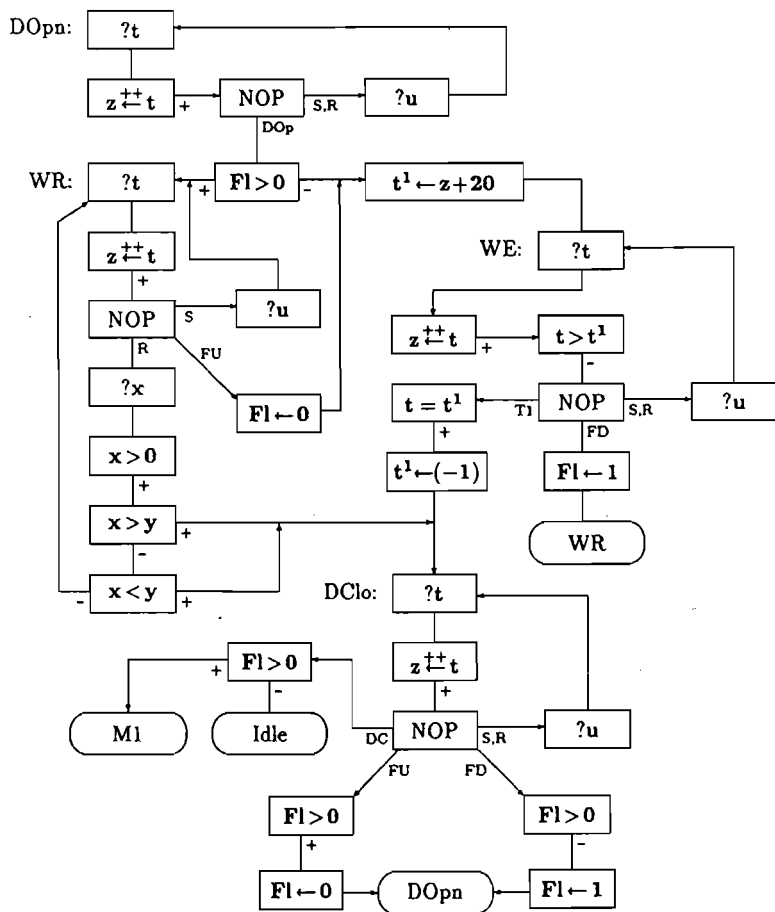 DOpn: ?t
z ←++ t + NOP S,R ?u
DOp
WR: ?t + Fl > 0 - t¹ ← z + 20
z ←++ t WE: ?t
+
NOP S ?u z ←++ t + t > t¹
R FU -
?x Fl ← 0 t = t¹ T1 NOP S,R ?u
+ FD
x > 0 t¹ ← (-1) Fl ← 1
+
x > y + WR
-
- x < y + DClo: ?t
+ Fl > 0 z ←++ t
- +
M1 Idle DC NOP S,R ?u
FU FD
Fl > 0 Fl > 0
+ -
Fl ← 0 DOpn Fl ← 1